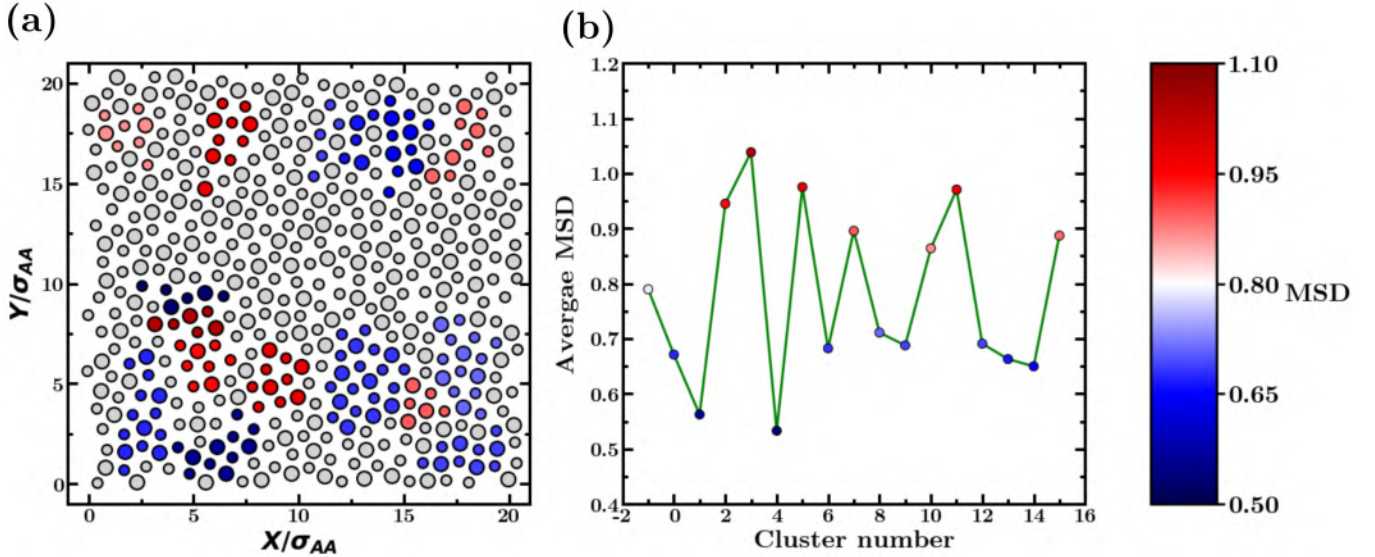 (a)
20
15
10
5
0
Y/σAA
0 5 10 15 20
X/σAA
(b)
1.2
1.1
1.0
0.9
0.8
0.7
0.6
0.5
0.4
Avergae MSD
-2 0 2 4 6 8 10 12 14 16
Cluster number
1.10
0.95
0.80
0.65
0.50
MSD